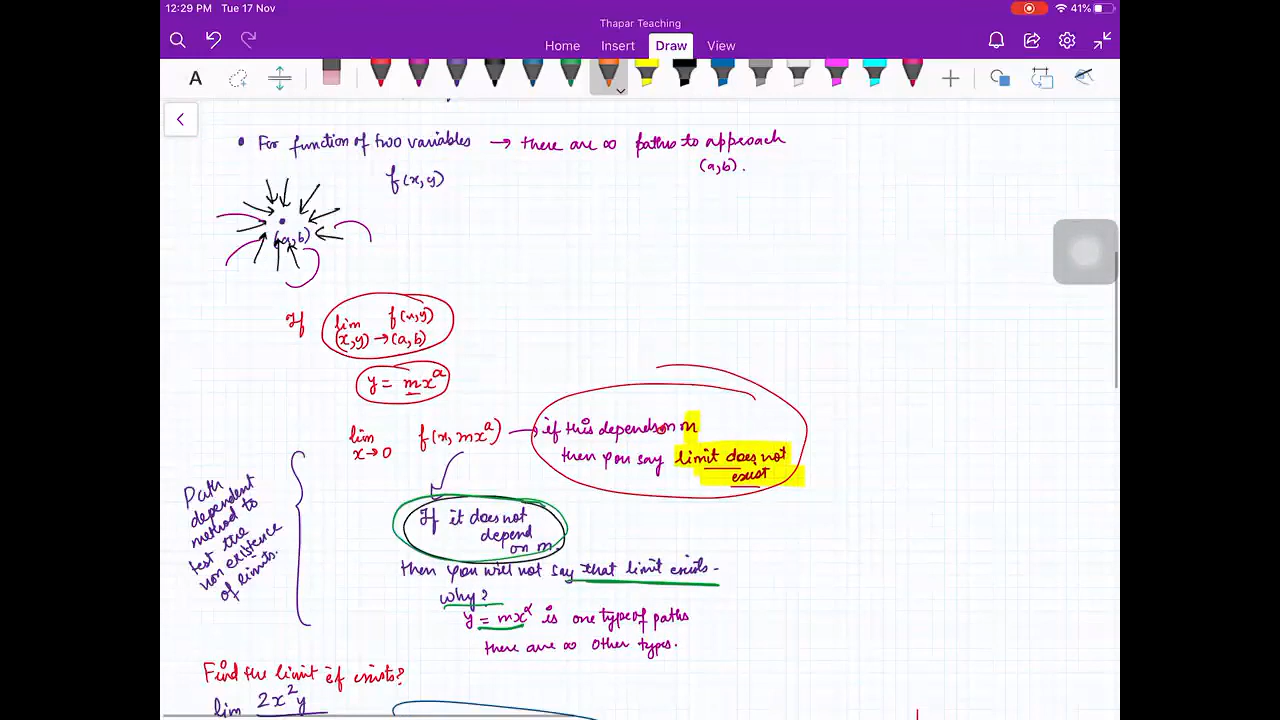 12:29 PM Tue 17 Nov
41%
Thapar Teaching
Home Insert Draw View
A
• For function of two variables → there are ∞ paths to approach
f(x,y) (a,b).
(a,b)
If lim f(x,y)
(x,y) → (a,b)
y = mx^α
lim f(x, mx^α) → if this depends on m
x→0
then you say limit does not
exist
Path
dependent
method to
test the
non existence
of limits.
If it does not
depend
on m.
then you will not say that limit exists.
why?
y = mx^α is one type of paths
there are ∞ other types.
Find the limit if exists?
lim 2x²y